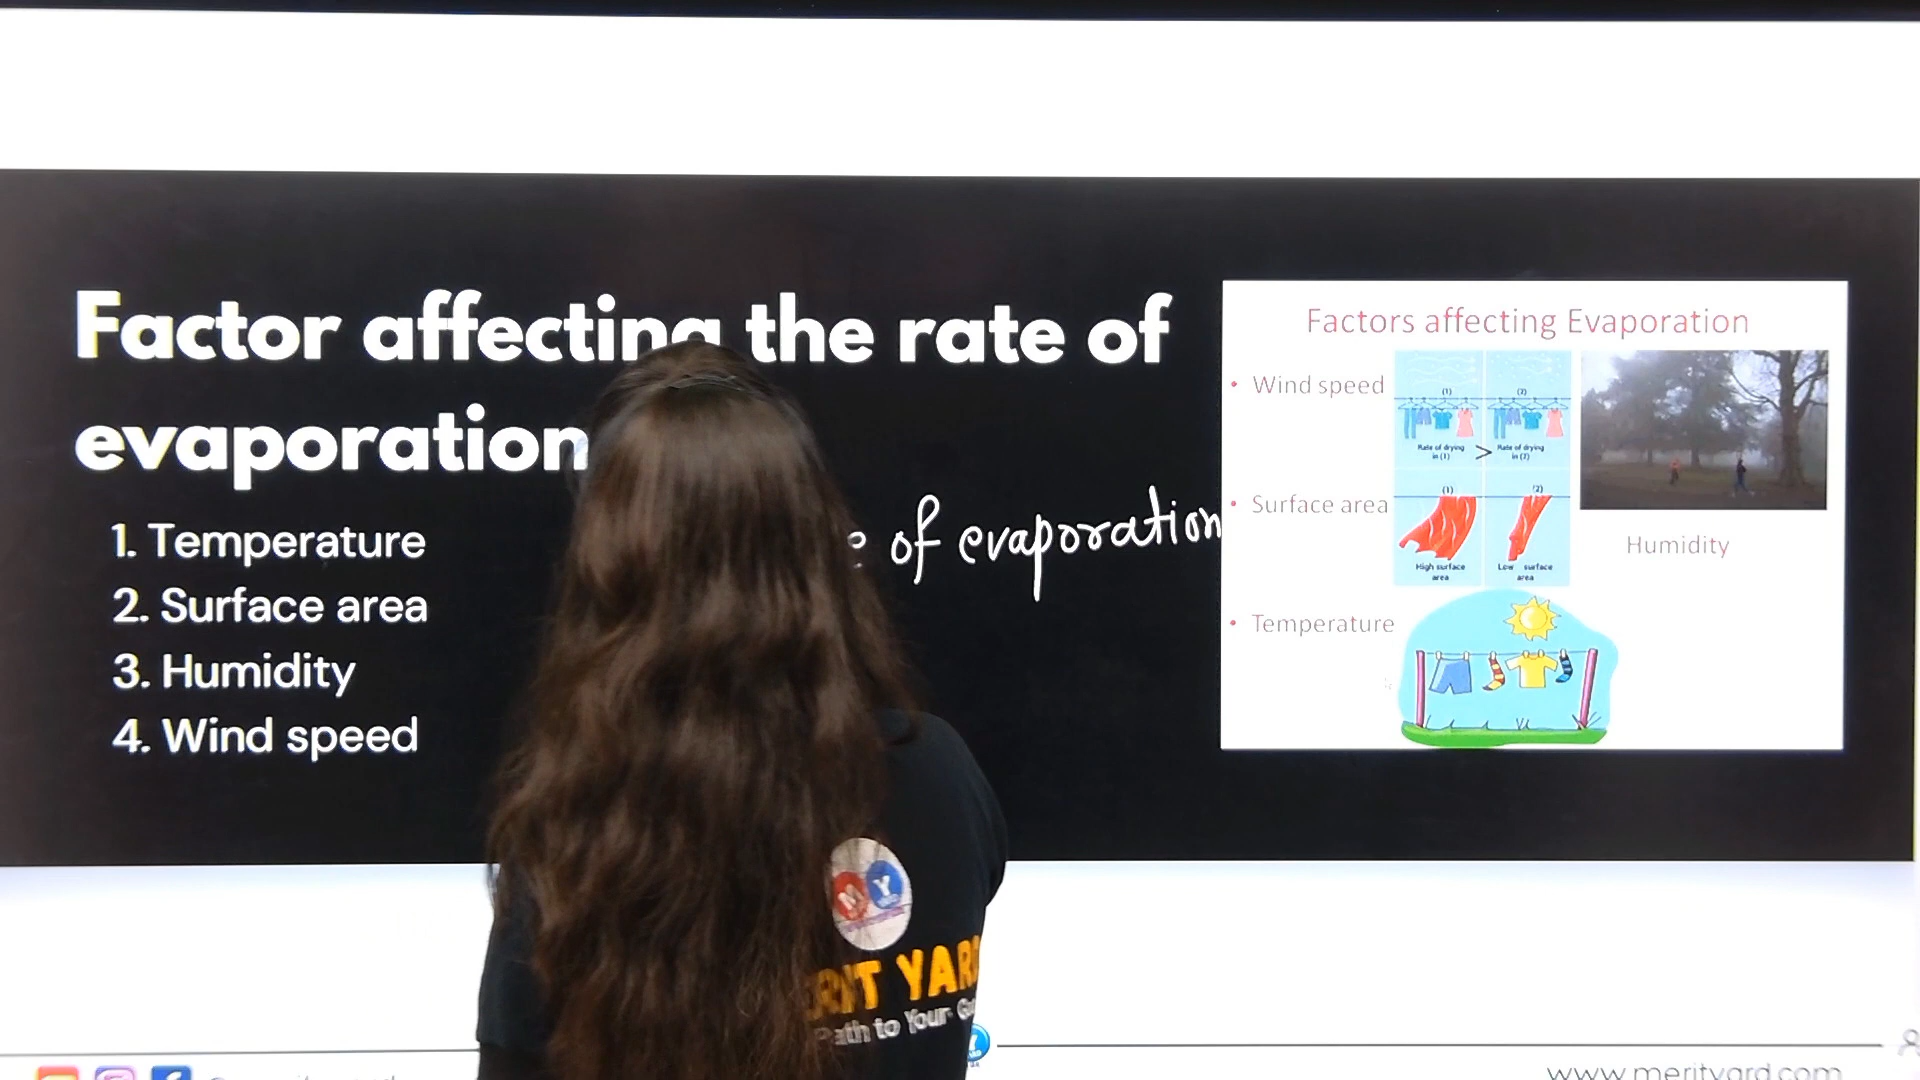 Factor affecting the rate of
evaporation
1. Temperature
2. Surface area
3. Humidity
4. Wind speed
of evaporation
Factors affecting Evaporation
• Wind speed
(1) (2)
Rate of drying in (1) > Rate of drying in (2)
• Surface area
(1) (2)
High surface area
Low surface area
Humidity
• Temperature
M Y
YARD
www.merityard.com